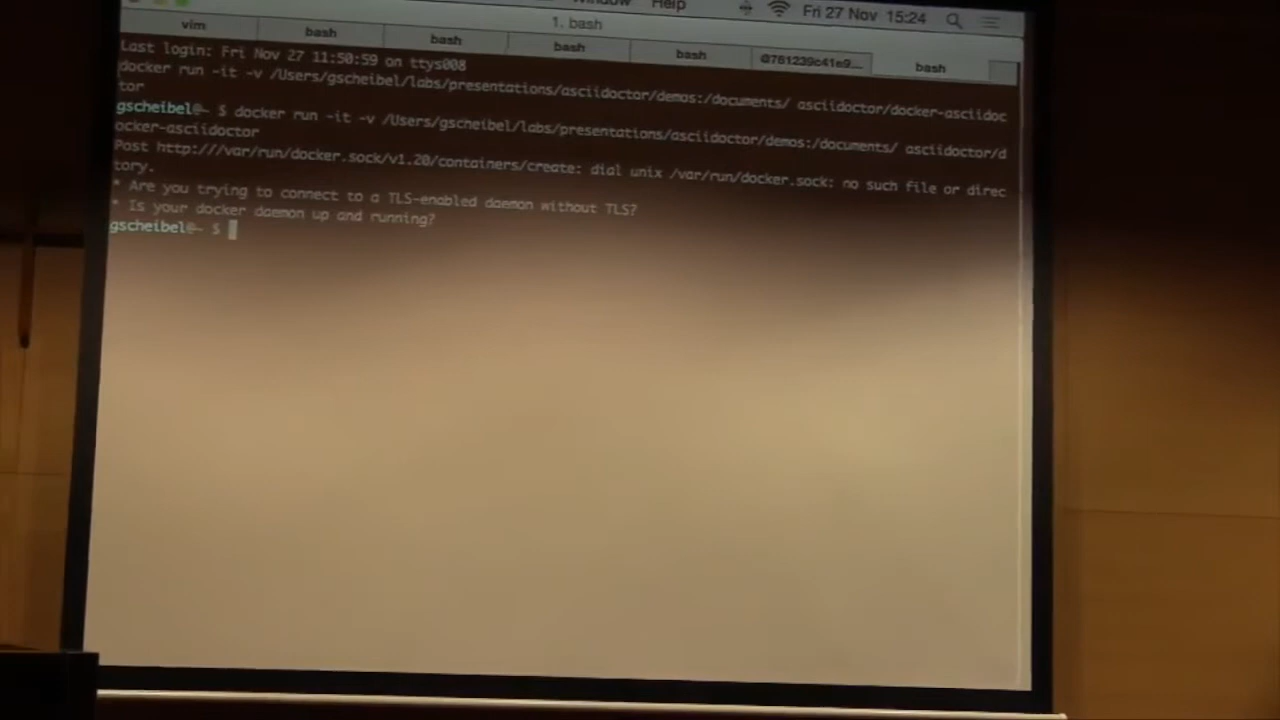 Window Help Fri 27 Nov 15:24
1. bash
vim bash bash bash bash @761239c41e9... bash
Last login: Fri Nov 27 11:50:59 on ttys008
docker run -it -v /Users/gscheibel/labs/presentations/asciidoctor/demos:/documents/ asciidoctor/docker-asciidoc
tor
gscheibel@~ $ docker run -it -v /Users/gscheibel/labs/presentations/asciidoctor/demos:/documents/ asciidoctor/d
ocker-asciidoctor
Post http:///var/run/docker.sock/v1.20/containers/create: dial unix /var/run/docker.sock: no such file or direc
tory.
* Are you trying to connect to a TLS-enabled daemon without TLS?
* Is your docker daemon up and running?
gscheibel@~ $